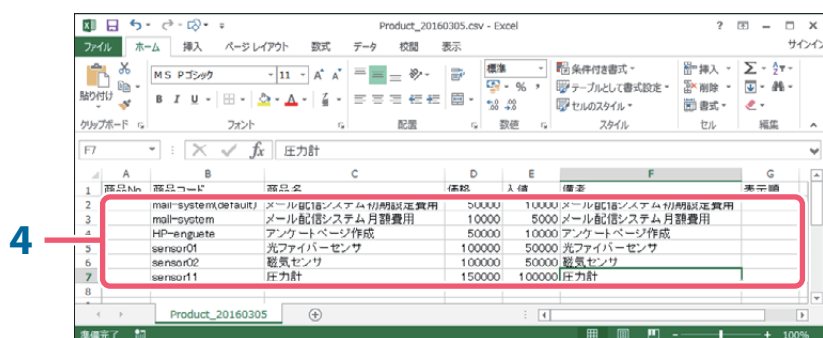 Product_20160305.csv - Excel
ファイル ホーム 挿入 ページ レイアウト 数式 データ 校閲 表示 サインイン
貼り付け
MS Pゴシック 11 A A
B I U A
標準
% ,
条件付き書式
テーブルとして書式設定
セルのスタイル
挿入
削除
書式
Σ
クリップボード フォント 配置 数値 スタイル セル 編集
F7 fx 圧力計
A B C D E F G
1 商品No 商品コード 商品名 価格 入値 備考 表示順
2 mail-system(default) メール配信システム初期設定費用 50000 10000 メール配信システム初期設定費用
3 mail-system メール配信システム月額費用 10000 5000 メール配信システム月額費用
4 HP-enguete アンケートページ作成 50000 10000 アンケートページ作成
5 sensor01 光ファイバーセンサ 100000 50000 光ファイバーセンサ
6 sensor02 磁気センサ 100000 50000 磁気センサ
7 sensor11 圧力計 150000 100000 圧力計
8
4
Product_20160305
準備完了 100%